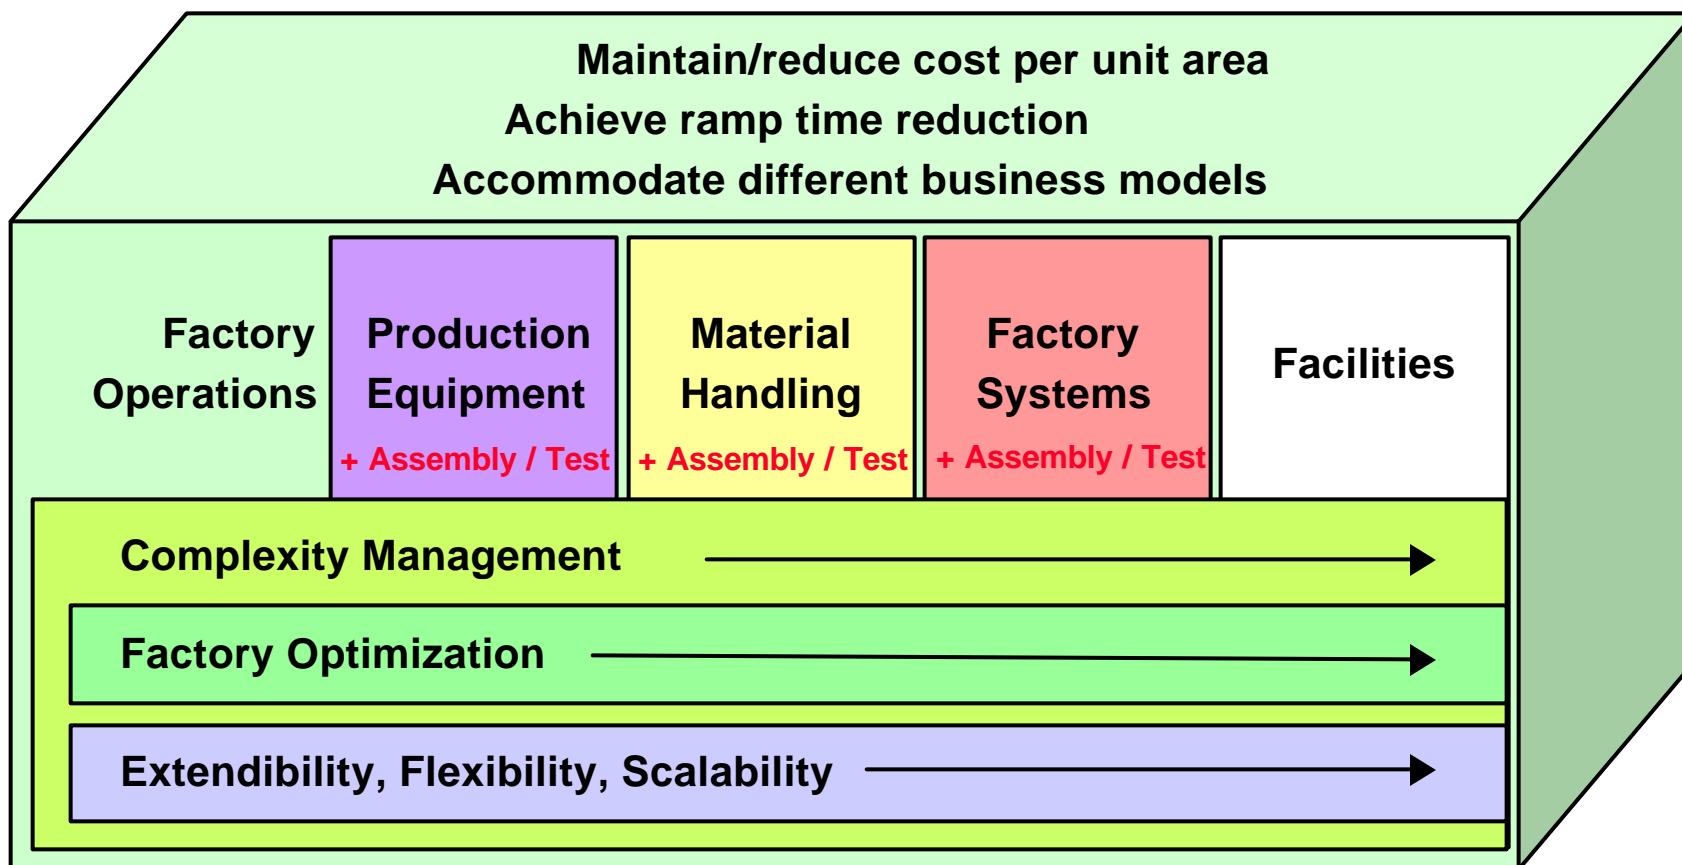 Maintain/reduce cost per unit area
Achieve ramp time reduction
Accommodate different business models
Factory
Operations
Production
Equipment
+ Assembly / Test
Material
Handling
+ Assembly / Test
Factory
Systems
+ Assembly / Test
Facilities
Complexity Management
Factory Optimization
Extendibility, Flexibility, Scalability